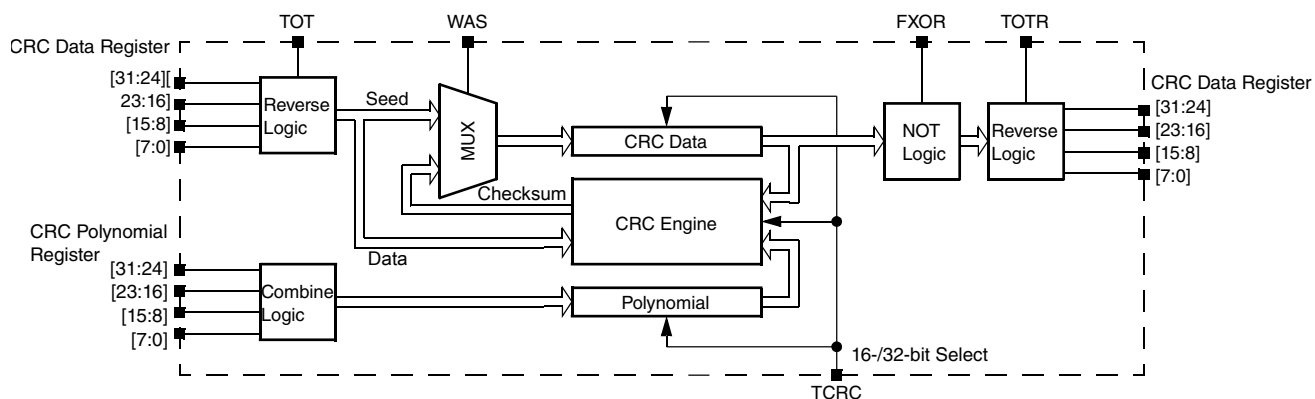 TOT
WAS
FXOR
TOTR
CRC Data Register
[31:24][
23:16]
[15:8]
[7:0]
Reverse
Logic
Seed
MUX
CRC Data
NOT
Logic
Reverse
Logic
CRC Data Register
[31:24]
[23:16]
[15:8]
[7:0]
Checksum
CRC Engine
Data
CRC Polynomial
Register
[31:24]
[23:16]
[15:8]
[7:0]
Combine
Logic
Polynomial
16-/32-bit Select
TCRC